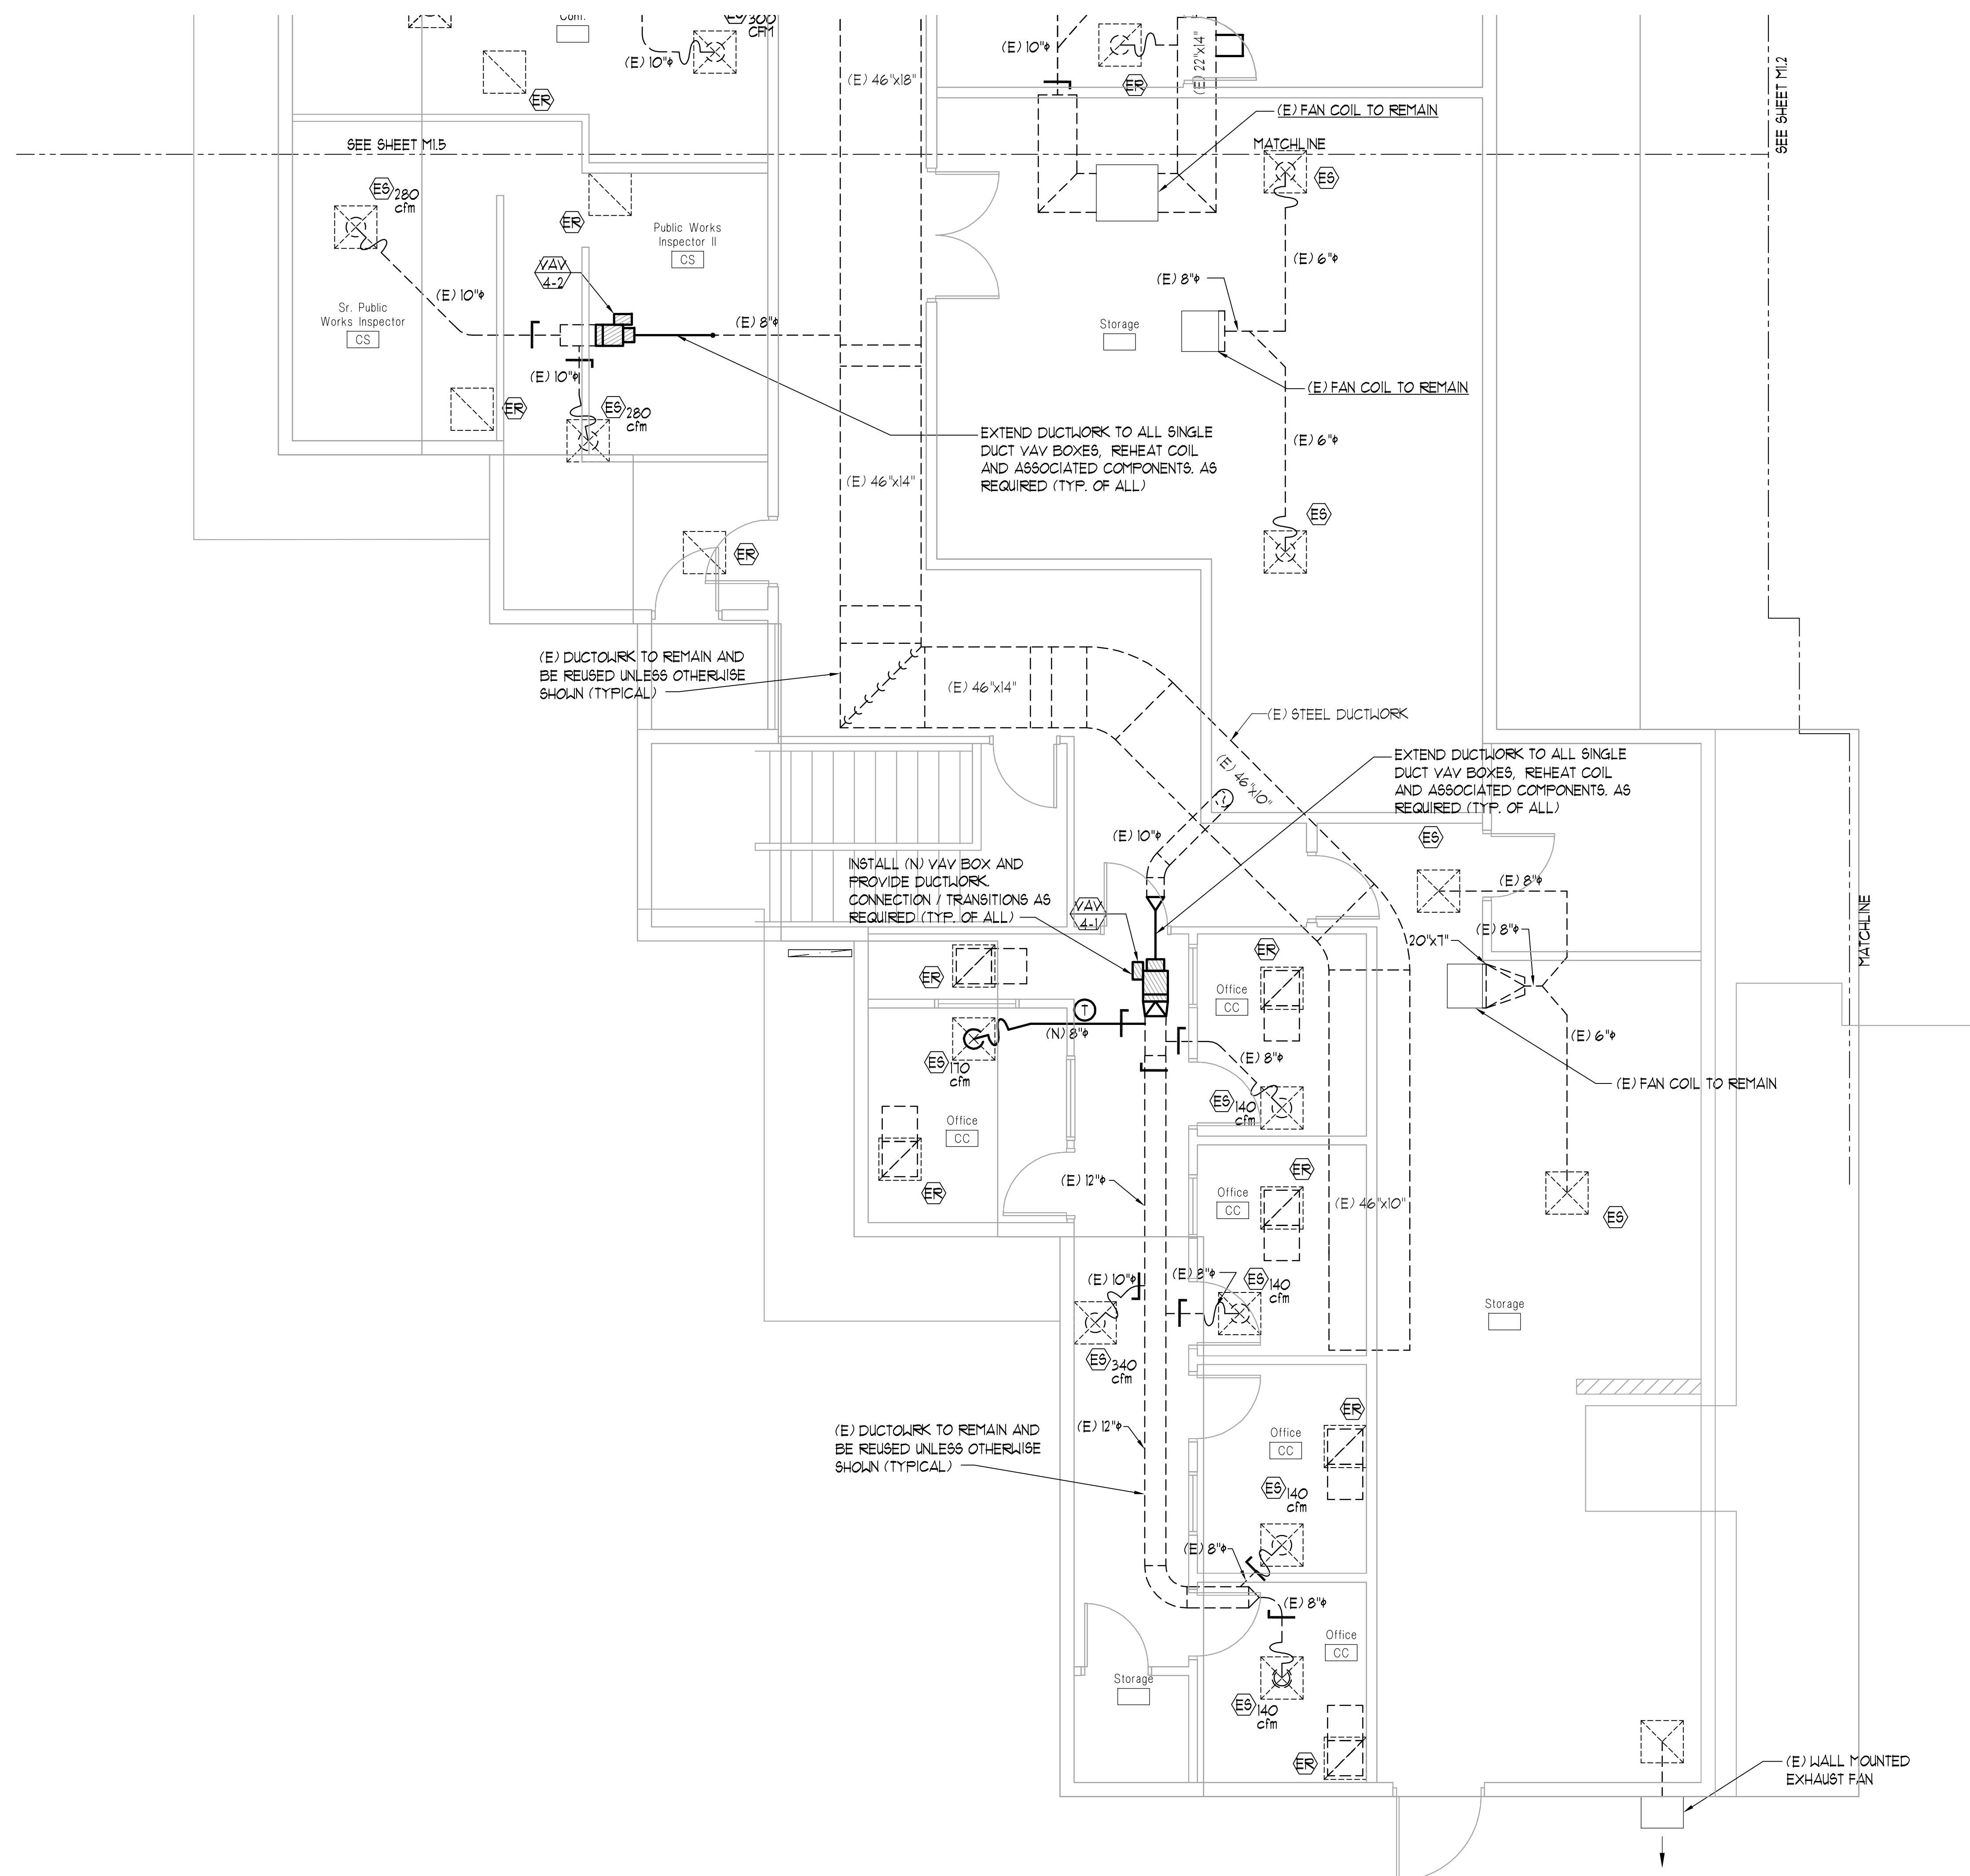 Conf.
300
CFM
(E) 10"ϕ
ER
(E) 46"x18"
(E) 10"ϕ
ER
(E) 22"x14"
(E) FAN COIL TO REMAIN
SEE SHEET M1.2
SEE SHEET M1.5
MATCHLINE
ES
ES 280
cfm
ER
Public Works
Inspector II
CS
VAV
4-2
(E) 10"ϕ
Sr. Public
Works Inspector
CS
(E) 8"ϕ
(E) 10"ϕ
ER
ES 280
cfm
(E) 6"ϕ
(E) 8"ϕ
Storage
(E) FAN COIL TO REMAIN
(E) 6"ϕ
ES
EXTEND DUCTWORK TO ALL SINGLE
DUCT VAV BOXES, REHEAT COIL
AND ASSOCIATED COMPONENTS. AS
REQUIRED (TYP. OF ALL)
(E) 46"x14"
ER
(E) DUCTOWRK TO REMAIN AND
BE REUSED UNLESS OTHERWISE
SHOWN (TYPICAL)
(E) 46"x14"
(E) STEEL DUCTWORK
(E) 46"x10"
EXTEND DUCTWORK TO ALL SINGLE
DUCT VAV BOXES, REHEAT COIL
AND ASSOCIATED COMPONENTS. AS
REQUIRED (TYP. OF ALL)
(E) 10"ϕ
ES
INSTALL (N) VAV BOX AND
PROVIDE DUCTWORK.
CONNECTION / TRANSITIONS AS
REQUIRED (TYP. OF ALL)
VAV
4-1
(E) 8"ϕ
20"x7"
(E) 8"ϕ
MATCHLINE
ER
ER
Office
CC
T
(N) 8"ϕ
ES 170
cfm
(E) 8"ϕ
(E) 6"ϕ
(E) FAN COIL TO REMAIN
ES 140
cfm
Office
CC
ER
ER
(E) 12"ϕ
Office
CC
(E) 46"x10"
ES
(E) 10"ϕ
(E) 8"ϕ
ES 140
cfm
Storage
ES 340
cfm
(E) 12"ϕ
ER
(E) DUCTOWRK TO REMAIN AND
BE REUSED UNLESS OTHERWISE
SHOWN (TYPICAL)
Office
CC
ES 140
cfm
(E) 8"ϕ
(E) 8"ϕ
Office
CC
Storage
ES 140
cfm
ER
(E) WALL MOUNTED
EXHAUST FAN